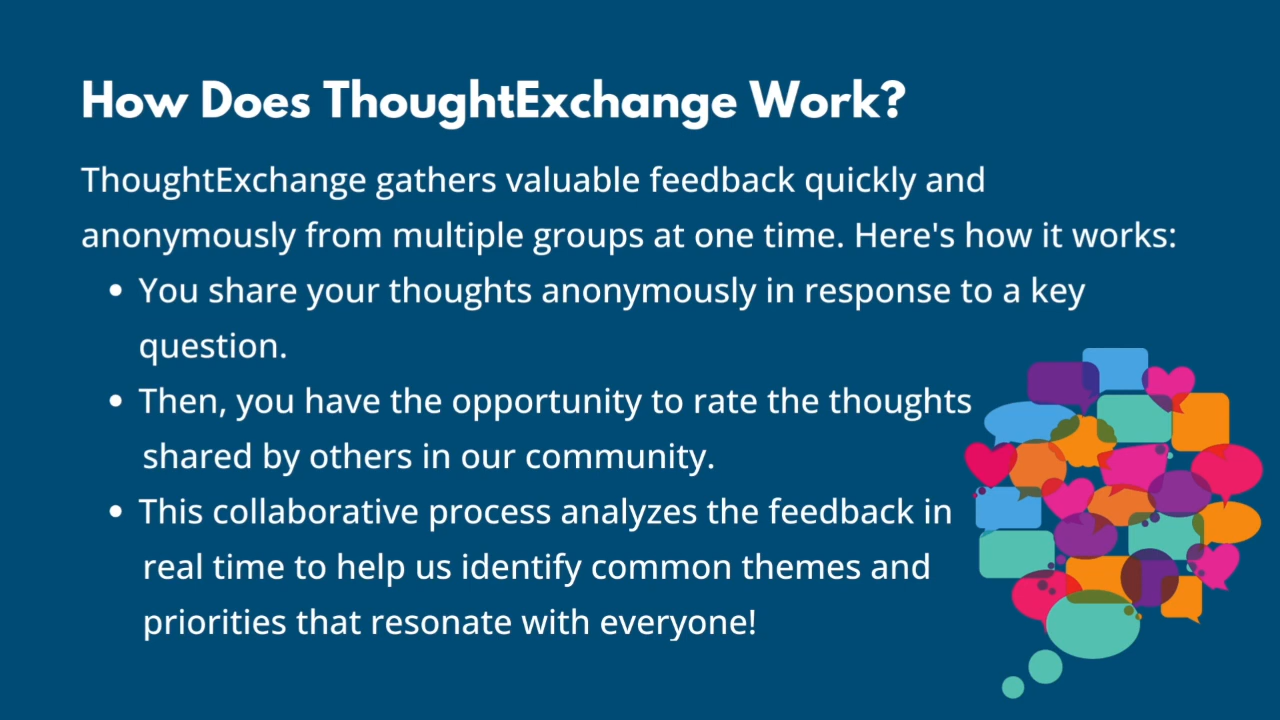 How Does ThoughtExchange Work?
ThoughtExchange gathers valuable feedback quickly and
anonymously from multiple groups at one time. Here's how it works:
• You share your thoughts anonymously in response to a key
question.
• Then, you have the opportunity to rate the thoughts
shared by others in our community.
• This collaborative process analyzes the feedback in
real time to help us identify common themes and
priorities that resonate with everyone!